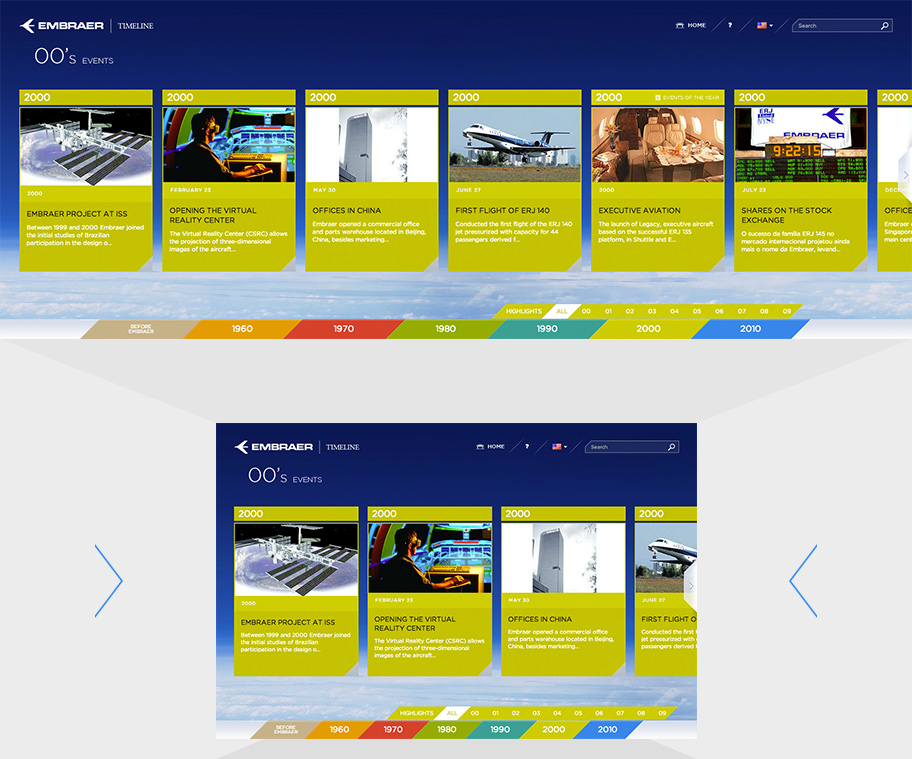 EMBRAER TIMELINE
HOME ? Search
00's EVENTS
2000
2000
2000
2000
2000 EVENTS OF THE YEAR
2000
2000
2000
EMBRAER PROJECT AT ISS
Between 1999 and 2000 Embraer joined
the initial studies of Brazilian
participation in the design o...
FEBRUARY 23
OPENING THE VIRTUAL
REALITY CENTER
The Virtual Reality Center (CSRC) allows
the projection of three-dimensional
images of the aircraft...
MAY 30
OFFICES IN CHINA
Embraer opened a commercial office
and parts warehouse located in Beijing,
China, besides marketing...
JUNE 27
FIRST FLIGHT OF ERJ 140
Conducted the first flight of the ERJ 140
jet pressurized with capacity for 44
passengers derived f...
2000
EXECUTIVE AVIATION
The launch of Legacy, executive aircraft
based on the successful ERJ 135
platform, in Shuttle and E...
ERJ
EMBRAER
9:22:15
JULY 23
SHARES ON THE STOCK
EXCHANGE
O sucesso da família ERJ 145 no
mercado internacional projetou ainda
mais o nome da Embraer, levand...
DEC
OFFICE
Embraer
Singapor
main cent
HIGHLIGHTS ALL 00 01 02 03 04 05 06 07 08 09
BEFORE
EMBRAER
1960 1970 1980 1990 2000 2010
EMBRAER TIMELINE
HOME ? Search
00's EVENTS
2000
2000
2000
2000
2000
EMBRAER PROJECT AT ISS
Between 1999 and 2000 Embraer joined
the initial studies of Brazilian
participation in the design o...
FEBRUARY 23
OPENING THE VIRTUAL
REALITY CENTER
The Virtual Reality Center (CSRC) allows
the projection of three-dimensional
images of the aircraft...
MAY 30
OFFICES IN CHINA
Embraer opened a commercial office
and parts warehouse located in Beijing,
China, besides marketing...
JUNE 27
FIRST FLIGHT O
Conducted the first f
jet pressurized with
passengers derived f
HIGHLIGHTS ALL 00 01 02 03 04 05 06 07 08 09
BEFORE
EMBRAER
1960 1970 1980 1990 2000 2010